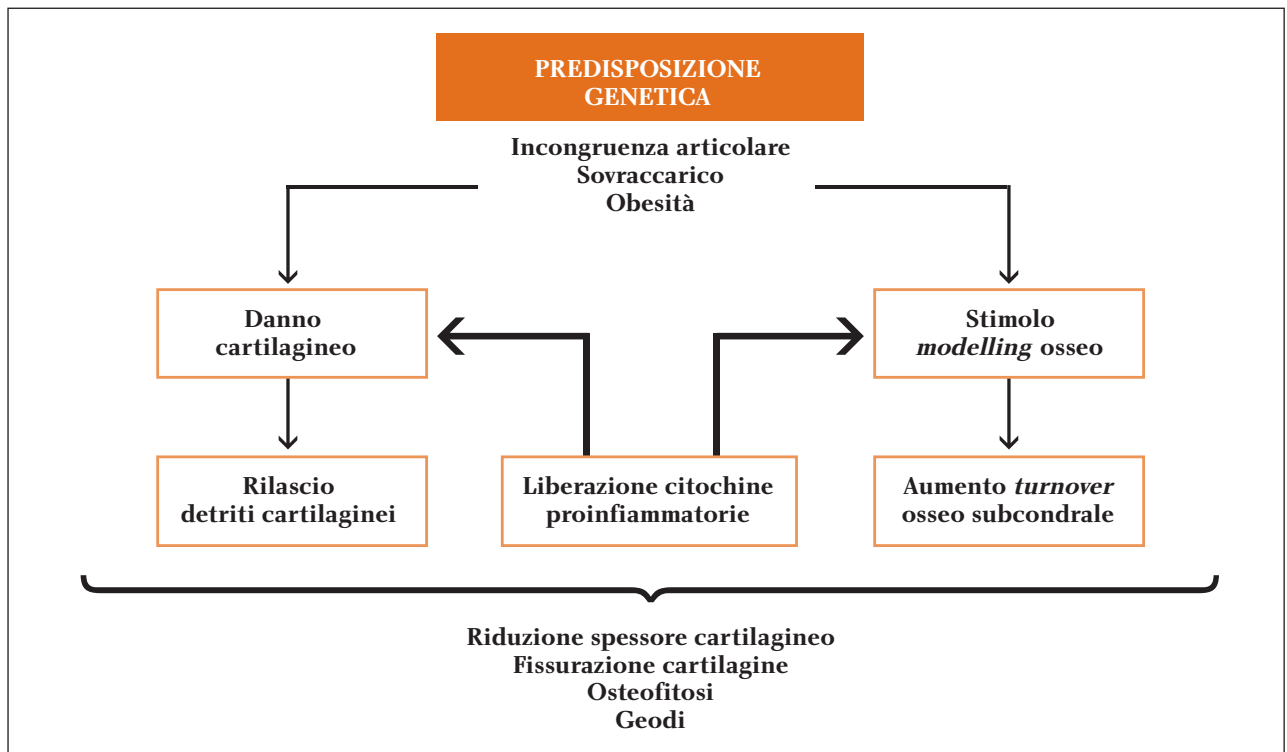 PREDISPOSIZIONE
GENETICA
Incongruenza articolare
Sovraccarico
Obesità
Danno
cartilagineo
Stimolo
modelling osseo
Rilascio
detriti cartilaginei
Liberazione citochine
proinfiammatorie
Aumento turnover
osseo subcondrale
Riduzione spessore cartilagineo
Fissurazione cartilagine
Osteofitosi
Geodi